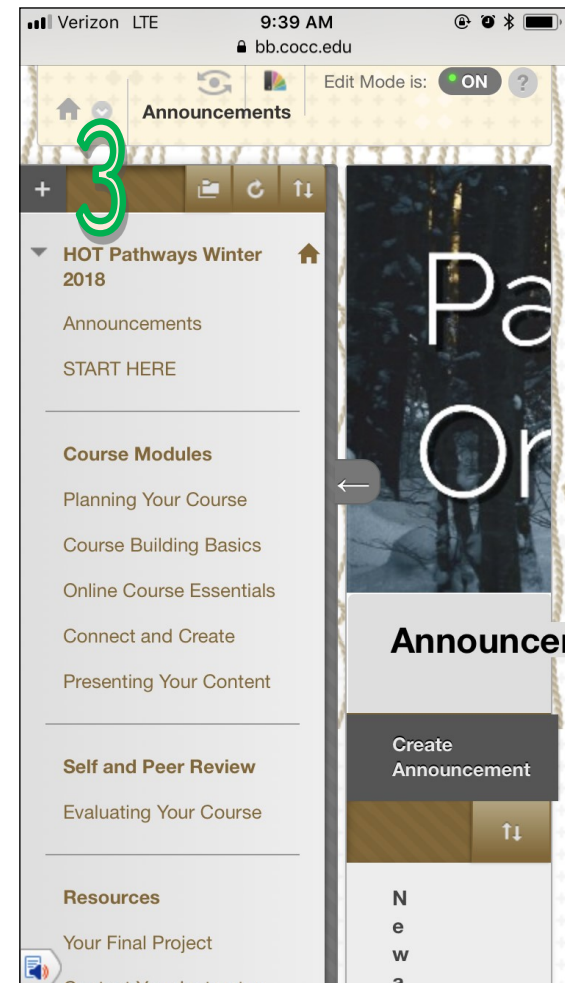 Verizon LTE 9:39 AM
bb.cocc.edu
Edit Mode is: ON ?
Announcements
3
+
HOT Pathways Winter
2018
Announcements
START HERE
Course Modules
Planning Your Course
Course Building Basics
Online Course Essentials
Connect and Create
Presenting Your Content
Self and Peer Review
Evaluating Your Course
Resources
Your Final Project
Pa
On
Announce
Create
Announcement
N
e
w
a